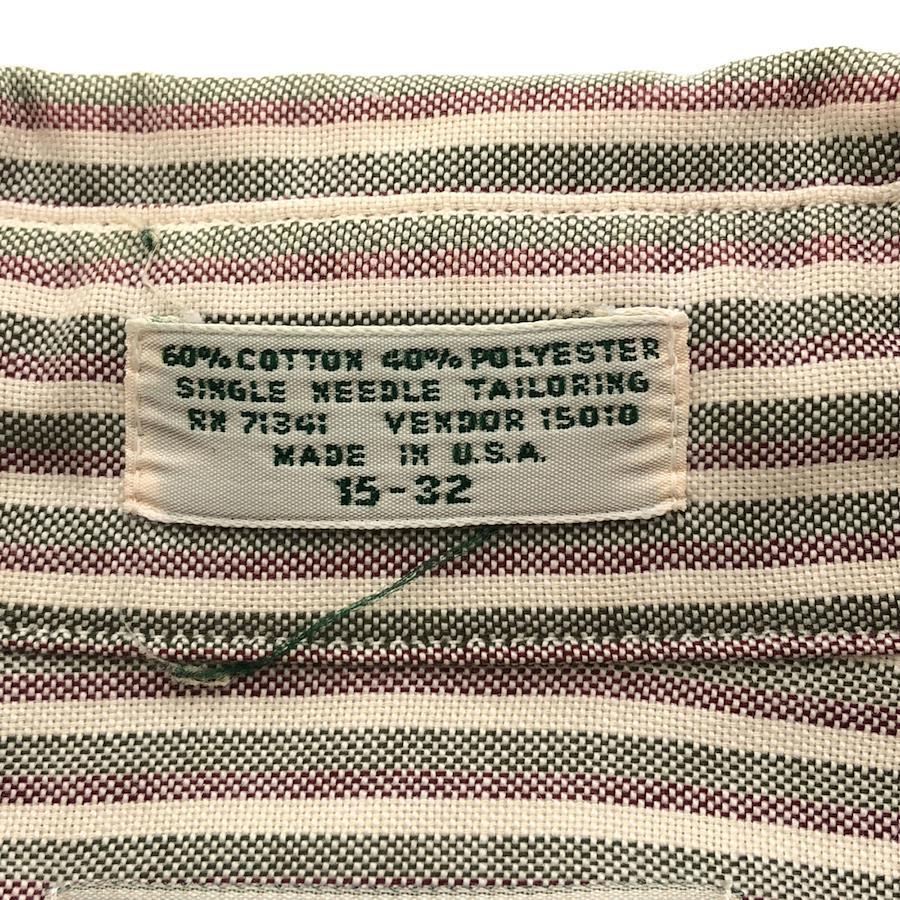 60% COTTON 40% POLYESTER
SINGLE NEEDLE TAILORING
RN 71341 VENDOR 15010
MADE IN U.S.A.
15-32